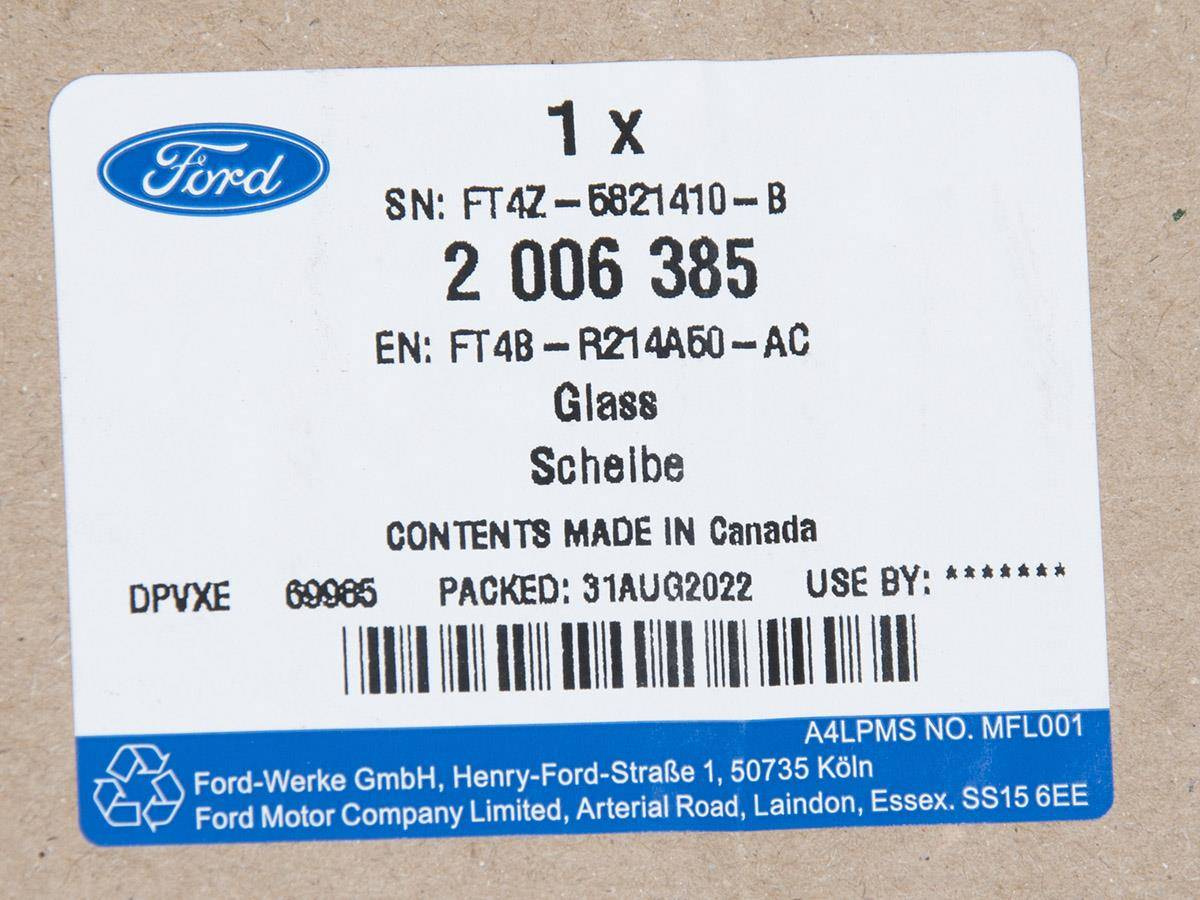 Ford
1 x
SN: FT4Z-5821410-B
2 006 385
EN: FT4B-R214A60-AC
Glass
Scheibe
CONTENTS MADE IN Canada
DPVXE PACKED: 31AUG2022 USE BY: *******
A4LPMS NO. MFL001
Ford-Werke GmbH, Henry-Ford-Straße 1, 50735 Köln
Ford Motor Company Limited, Arterial Road, Laindon, Essex. SS15 6EE